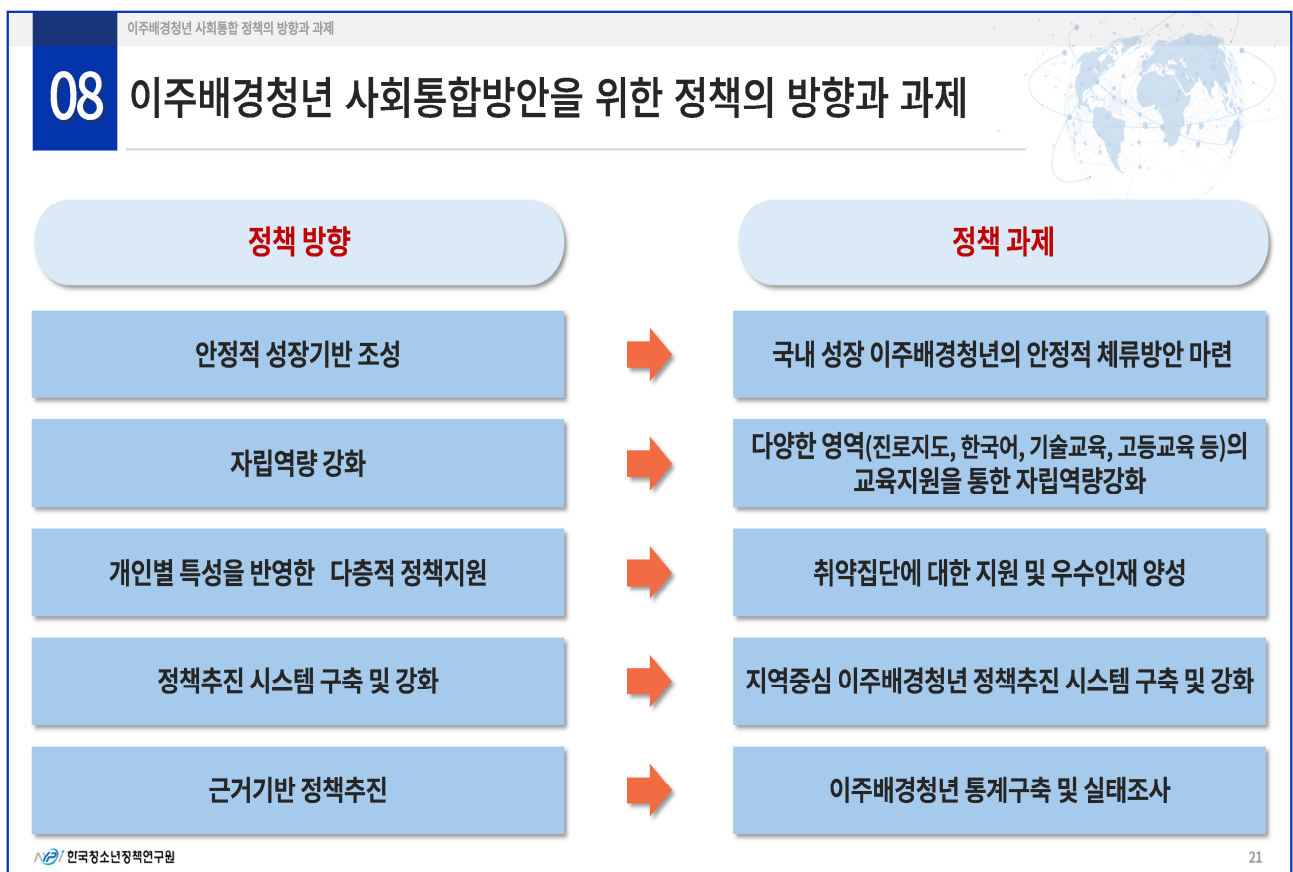 이주배경청년 사회통합 정책의 방향과 과제
08 이주배경청년 사회통합방안을 위한 정책의 방향과 과제
정책 방향
정책 과제
안정적 성장기반 조성
국내 성장 이주배경청년의 안정적 체류방안 마련
자립역량 강화
다양한 영역(진로지도, 한국어, 기술교육, 고등교육 등)의
교육지원을 통한 자립역량강화
개인별 특성을 반영한 다층적 정책지원
취약집단에 대한 지원 및 우수인재 양성
정책추진 시스템 구축 및 강화
지역중심 이주배경청년 정책추진 시스템 구축 및 강화
근거기반 정책추진
이주배경청년 통계구축 및 실태조사
NYPI 한국청소년정책연구원
21